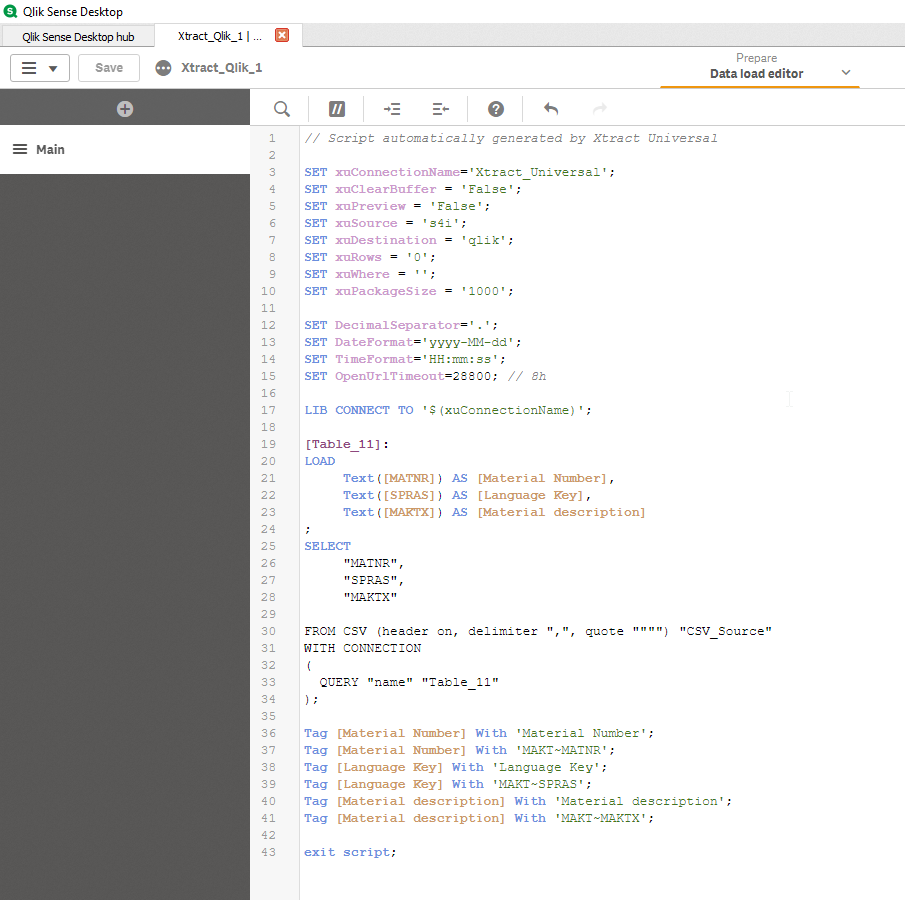 Qlik Sense Desktop
Qlik Sense Desktop hub
Xtract_Qlik_1 | ...
Save
Xtract_Qlik_1
Prepare
Data load editor
Main
1 // Script automatically generated by Xtract Universal
2
3 SET xuConnectionName='Xtract_Universal';
4 SET xuClearBuffer = 'False';
5 SET xuPreview = 'False';
6 SET xuSource = 's4i';
7 SET xuDestination = 'qlik';
8 SET xuRows = '0';
9 SET xuWhere = '';
10 SET xuPackageSize = '1000';
11
12 SET DecimalSeparator='.';
13 SET DateFormat='yyyy-MM-dd';
14 SET TimeFormat='HH:mm:ss';
15 SET OpenUrlTimeout=28800; // 8h
16
17 LIB CONNECT TO '$(xuConnectionName)';
18
19 [Table_11]:
20 LOAD
21 Text([MATNR]) AS [Material Number],
22 Text([SPRAS]) AS [Language Key],
23 Text([MAKTX]) AS [Material description]
24 ;
25 SELECT
26 "MATNR",
27 "SPRAS",
28 "MAKTX"
29
30 FROM CSV (header on, delimiter ",", quote """") "CSV_Source"
31 WITH CONNECTION
32 (
33 QUERY "name" "Table_11"
34 );
35
36 Tag [Material Number] With 'Material Number';
37 Tag [Material Number] With 'MAKT~MATNR';
38 Tag [Language Key] With 'Language Key';
39 Tag [Language Key] With 'MAKT~SPRAS';
40 Tag [Material description] With 'Material description';
41 Tag [Material description] With 'MAKT~MAKTX';
42
43 exit script;